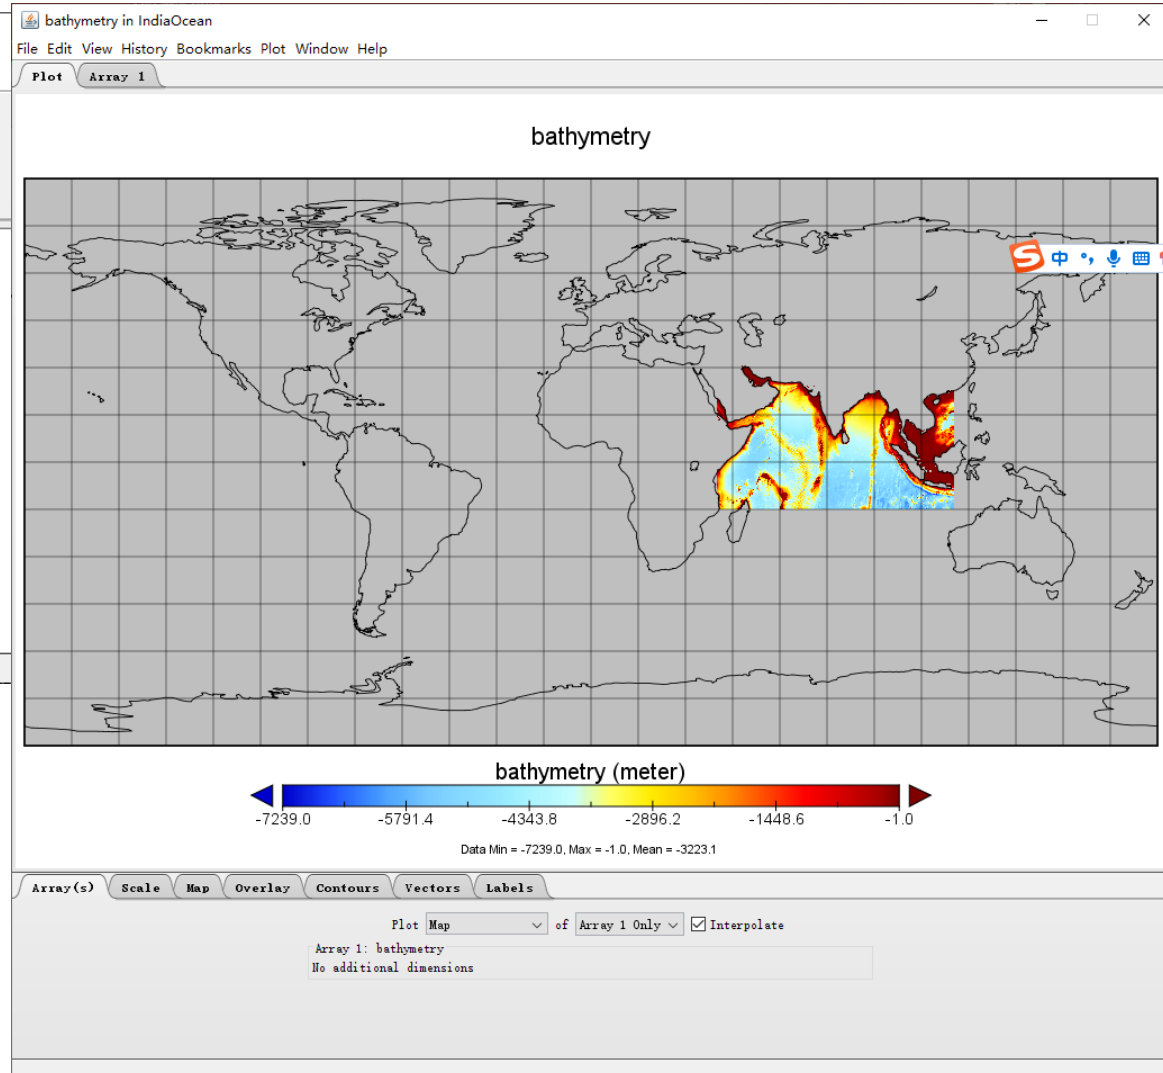 bathymetry in IndiaOcean
File Edit View History Bookmarks Plot Window Help
Plot Array 1
bathymetry
S 中 °,
bathymetry (meter)
-7239.0 -5791.4 -4343.8 -2896.2 -1448.6 -1.0
Data Min = -7239.0, Max = -1.0, Mean = -3223.1
Array(s) Scale Map Overlay Contours Vectors Labels
Plot Map of Array 1 Only Interpolate
Array 1: bathymetry
No additional dimensions